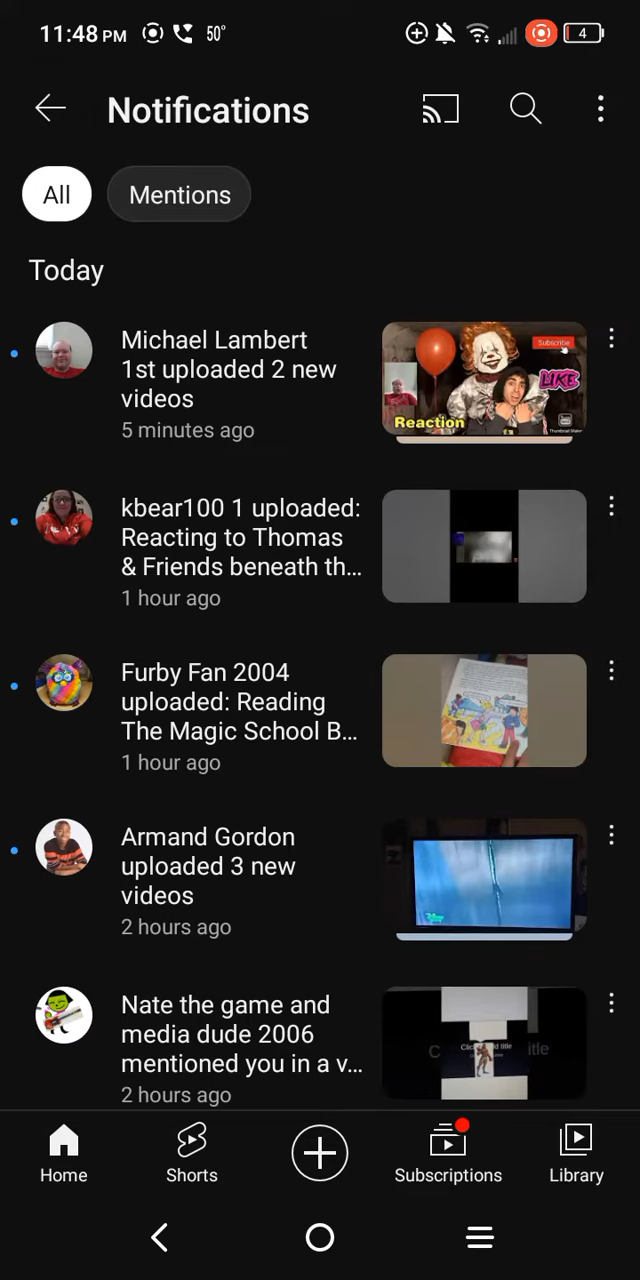 11:48 PM 50° 4
Notifications
All Mentions
Today
Michael Lambert
1st uploaded 2 new
videos
5 minutes ago
Subscribe
LIKE
Reaction
kbear100 1 uploaded:
Reacting to Thomas
& Friends beneath th...
1 hour ago
Furby Fan 2004
uploaded: Reading
The Magic School B...
1 hour ago
Armand Gordon
uploaded 3 new
videos
2 hours ago
Nate the game and
media dude 2006
mentioned you in a v...
2 hours ago
Home Shorts Subscriptions Library